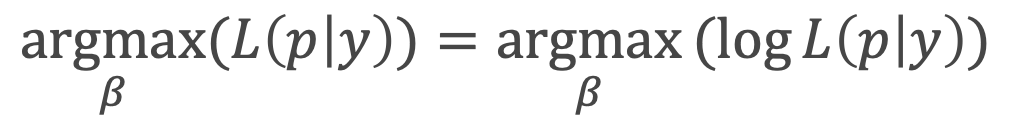 argmax(L(p|y)) = argmax (log L(p|y))
β β